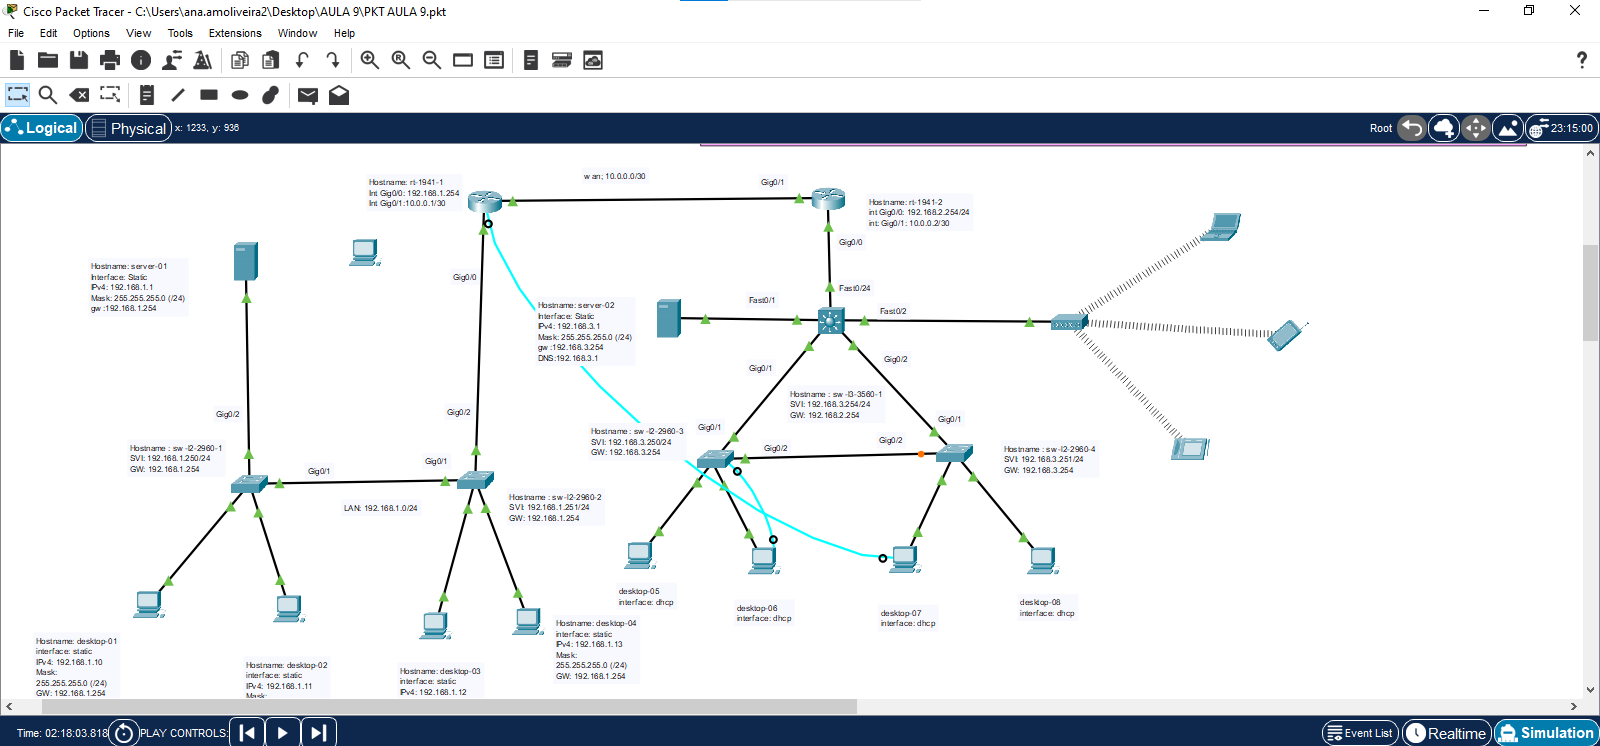 Cisco Packet Tracer - C:\Users\ana.amoliveira2\Desktop\AULA 9\PKT AULA 9.pkt
File Edit Options View Tools Extensions Window Help
Logical Physical x: 1233, y: 936 Root 23:15:00
Hostname: rt-1941-1
Int Gig0/0: 192.168.1.254
Int Gig0/1:10.0.0.1/30
wan; 10.0.0.0/30
Gig0/1
Hostname: rt-1941-2
int Gig0/0: 192.168.2.254/24
int: Gig0/1: 10.0.0.2/30
Gig0/0
Gig0/0
Hostname: server-01
Interface: Static
IPv4: 192.168.1.1
Mask: 255.255.255.0 (/24)
gw :192.168.1.254
Fast0/24
Fast0/1
Fast0/2
Hostname: server-02
Interface: Static
IPv4: 192.168.3.1
Mask: 255.255.255.0 (/24)
gw :192.168.3.254
DNS:192.168.3.1
Gig0/1
Gig0/2
Hostname : sw-l3-3560-1
SVI: 192.168.3.254/24
GW: 192.168.2.254
Gig0/2
Gig0/2
Gig0/1
Gig0/1
Hostname : sw-l2-2960-3
SVI: 192.168.3.250/24
GW: 192.168.3.254
Gig0/2
Gig0/2
Hostname : sw-l2-2960-4
SVI: 192.168.3.251/24
GW: 192.168.3.254
Hostname : sw-l2-2960-1
SVI: 192.168.1.250/24
GW: 192.168.1.254
Gig0/1
Gig0/1
LAN: 192.168.1.0/24
Hostname : sw-l2-2960-2
SVI: 192.168.1.251/24
GW: 192.168.1.254
desktop-05
interface: dhcp
desktop-06
interface: dhcp
desktop-07
interface: dhcp
desktop-08
interface: dhcp
Hostname: desktop-01
interface: static
IPv4: 192.168.1.10
Mask:
255.255.255.0 (/24)
GW: 192.168.1.254
Hostname: desktop-02
interface: static
IPv4: 192.168.1.11
Mask:
Hostname: desktop-03
interface: static
IPv4: 192.168.1.12
Hostname: desktop-04
interface: static
IPv4: 192.168.1.13
Mask:
255.255.255.0 (/24)
GW: 192.168.1.254
Time: 02:18:03.818 PLAY CONTROLS: Event List Realtime Simulation